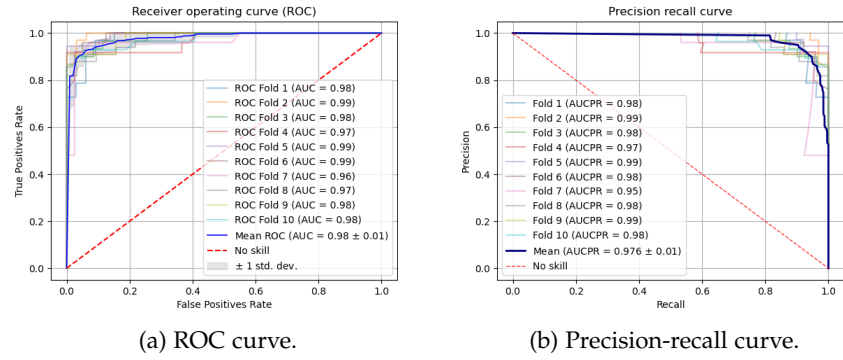 Receiver operating curve (ROC)
True Positives Rate
1.0
0.8
0.6
0.4
0.2
0.0
ROC Fold 1 (AUC = 0.98)
ROC Fold 2 (AUC = 0.99)
ROC Fold 3 (AUC = 0.98)
ROC Fold 4 (AUC = 0.97)
ROC Fold 5 (AUC = 0.99)
ROC Fold 6 (AUC = 0.99)
ROC Fold 7 (AUC = 0.96)
ROC Fold 8 (AUC = 0.97)
ROC Fold 9 (AUC = 0.98)
ROC Fold 10 (AUC = 0.98)
Mean ROC (AUC = 0.98 ± 0.01)
No skill
± 1 std. dev.
0.0 0.2 0.4 0.6 0.8 1.0
False Positives Rate
(a) ROC curve.
Precision recall curve
Precision
1.0
0.8
0.6
0.4
0.2
0.0
Fold 1 (AUCPR = 0.98)
Fold 2 (AUCPR = 0.99)
Fold 3 (AUCPR = 0.98)
Fold 4 (AUCPR = 0.97)
Fold 5 (AUCPR = 0.99)
Fold 6 (AUCPR = 0.98)
Fold 7 (AUCPR = 0.95)
Fold 8 (AUCPR = 0.98)
Fold 9 (AUCPR = 0.99)
Fold 10 (AUCPR = 0.98)
Mean (AUCPR = 0.976 ± 0.01)
No skill
0.0 0.2 0.4 0.6 0.8 1.0
Recall
(b) Precision-recall curve.